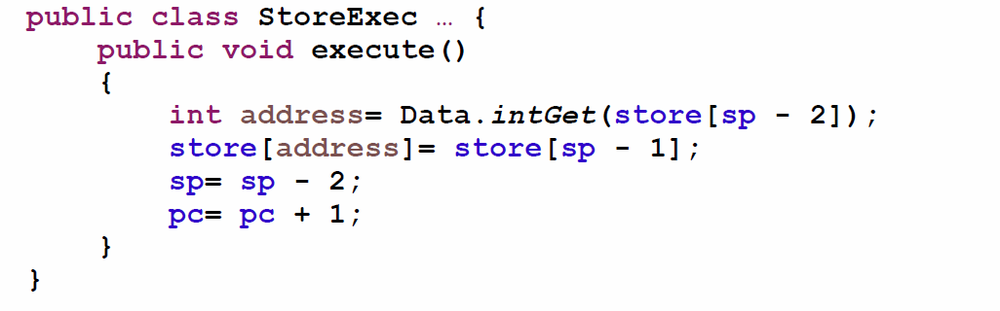 public class StoreExec … {
public void execute()
{
int address= Data.intGet(store[sp - 2]);
store[address]= store[sp - 1];
sp= sp - 2;
pc= pc + 1;
}
}